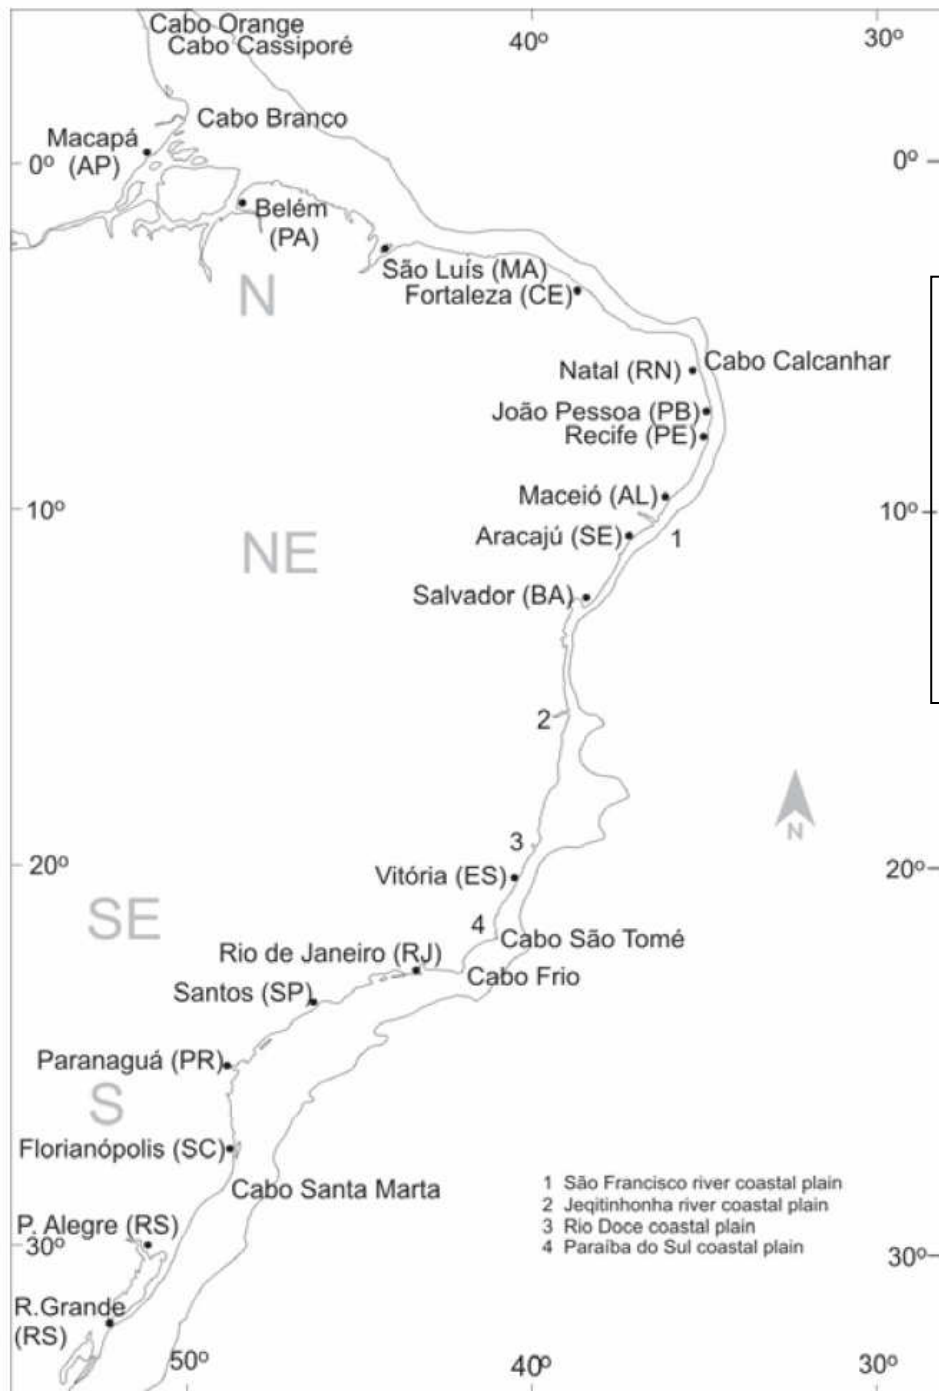 Cabo Orange
Cabo Cassiporé
40º
30º
Cabo Branco
Macapá
(AP)
0º
0º
Belém
(PA)
São Luís (MA)
N
Fortaleza (CE)
Cabo Calcanhar
Natal (RN)
João Pessoa (PB)
Recife (PE)
Maceió (AL)
10º
10º
Aracajú (SE)
1
NE
Salvador (BA)
2
N
3
20º
20º
Vitória (ES)
SE
4
Cabo São Tomé
Rio de Janeiro (RJ)
Cabo Frio
Santos (SP)
Paranaguá (PR)
S
Florianópolis (SC)
Cabo Santa Marta
1 São Francisco river coastal plain
2 Jeqitinhonha river coastal plain
3 Rio Doce coastal plain
4 Paraíba do Sul coastal plain
P. Alegre (RS)
30º
30º
R.Grande
(RS)
50º
40º
30º